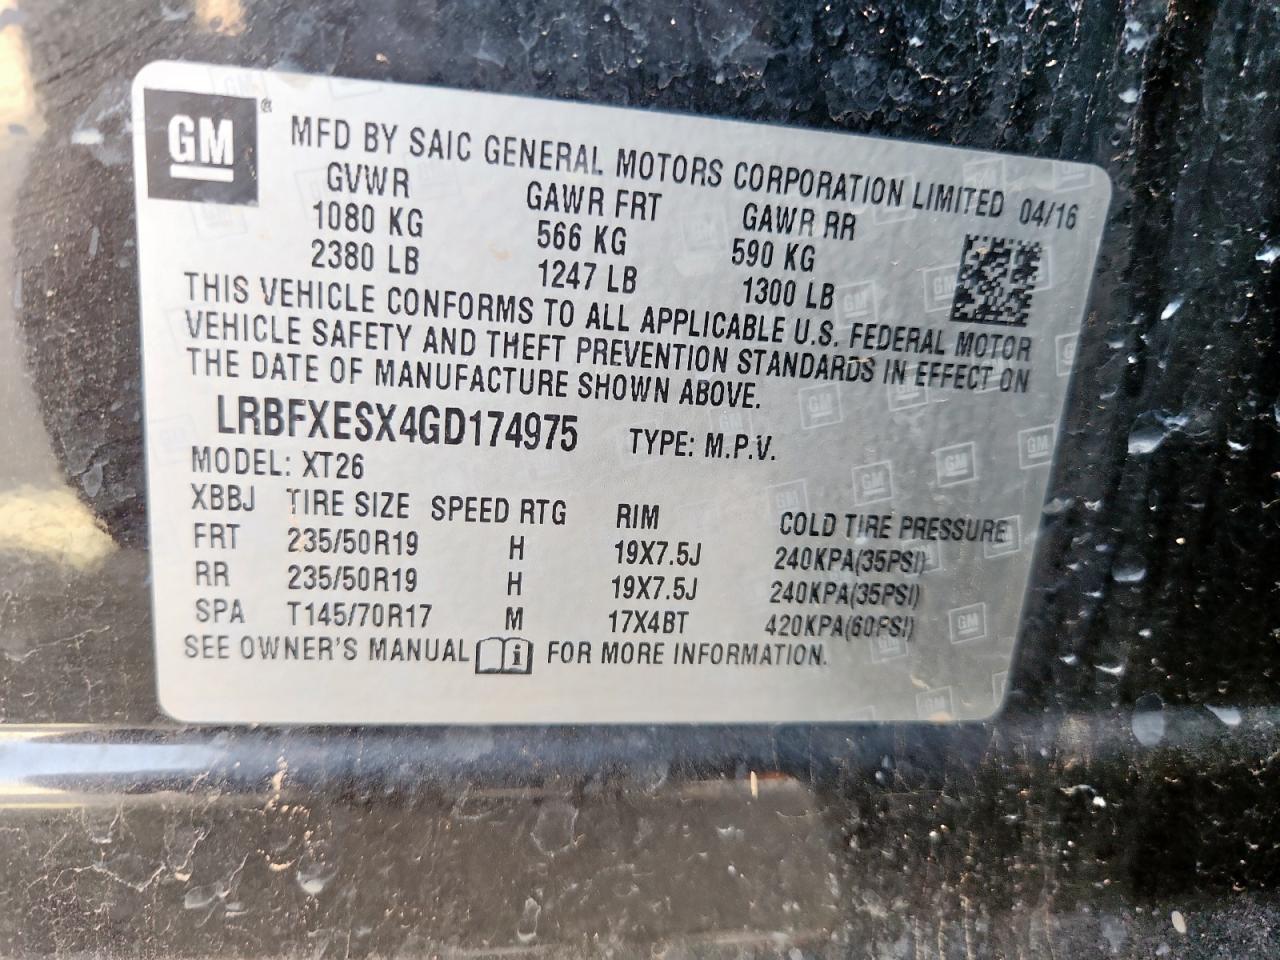 GM ® MFD BY SAIC GENERAL MOTORS CORPORATION LIMITED 04/16
GVWR GAWR FRT GAWR RR
1080 KG 566 KG 590 KG
2380 LB 1247 LB 1300 LB
THIS VEHICLE CONFORMS TO ALL APPLICABLE U.S. FEDERAL MOTOR
VEHICLE SAFETY AND THEFT PREVENTION STANDARDS IN EFFECT ON
THE DATE OF MANUFACTURE SHOWN ABOVE.
LRBFXESX4GD174975 TYPE: M.P.V.
MODEL: XT26
XBBJ TIRE SIZE SPEED RTG RIM COLD TIRE PRESSURE
FRT 235/50R19 H 19X7.5J 240KPA(35PSI)
RR 235/50R19 H 19X7.5J 240KPA(35PSI)
SPA T145/70R17 M 17X4BT 420KPA(60PSI)
SEE OWNER'S MANUAL i FOR MORE INFORMATION.